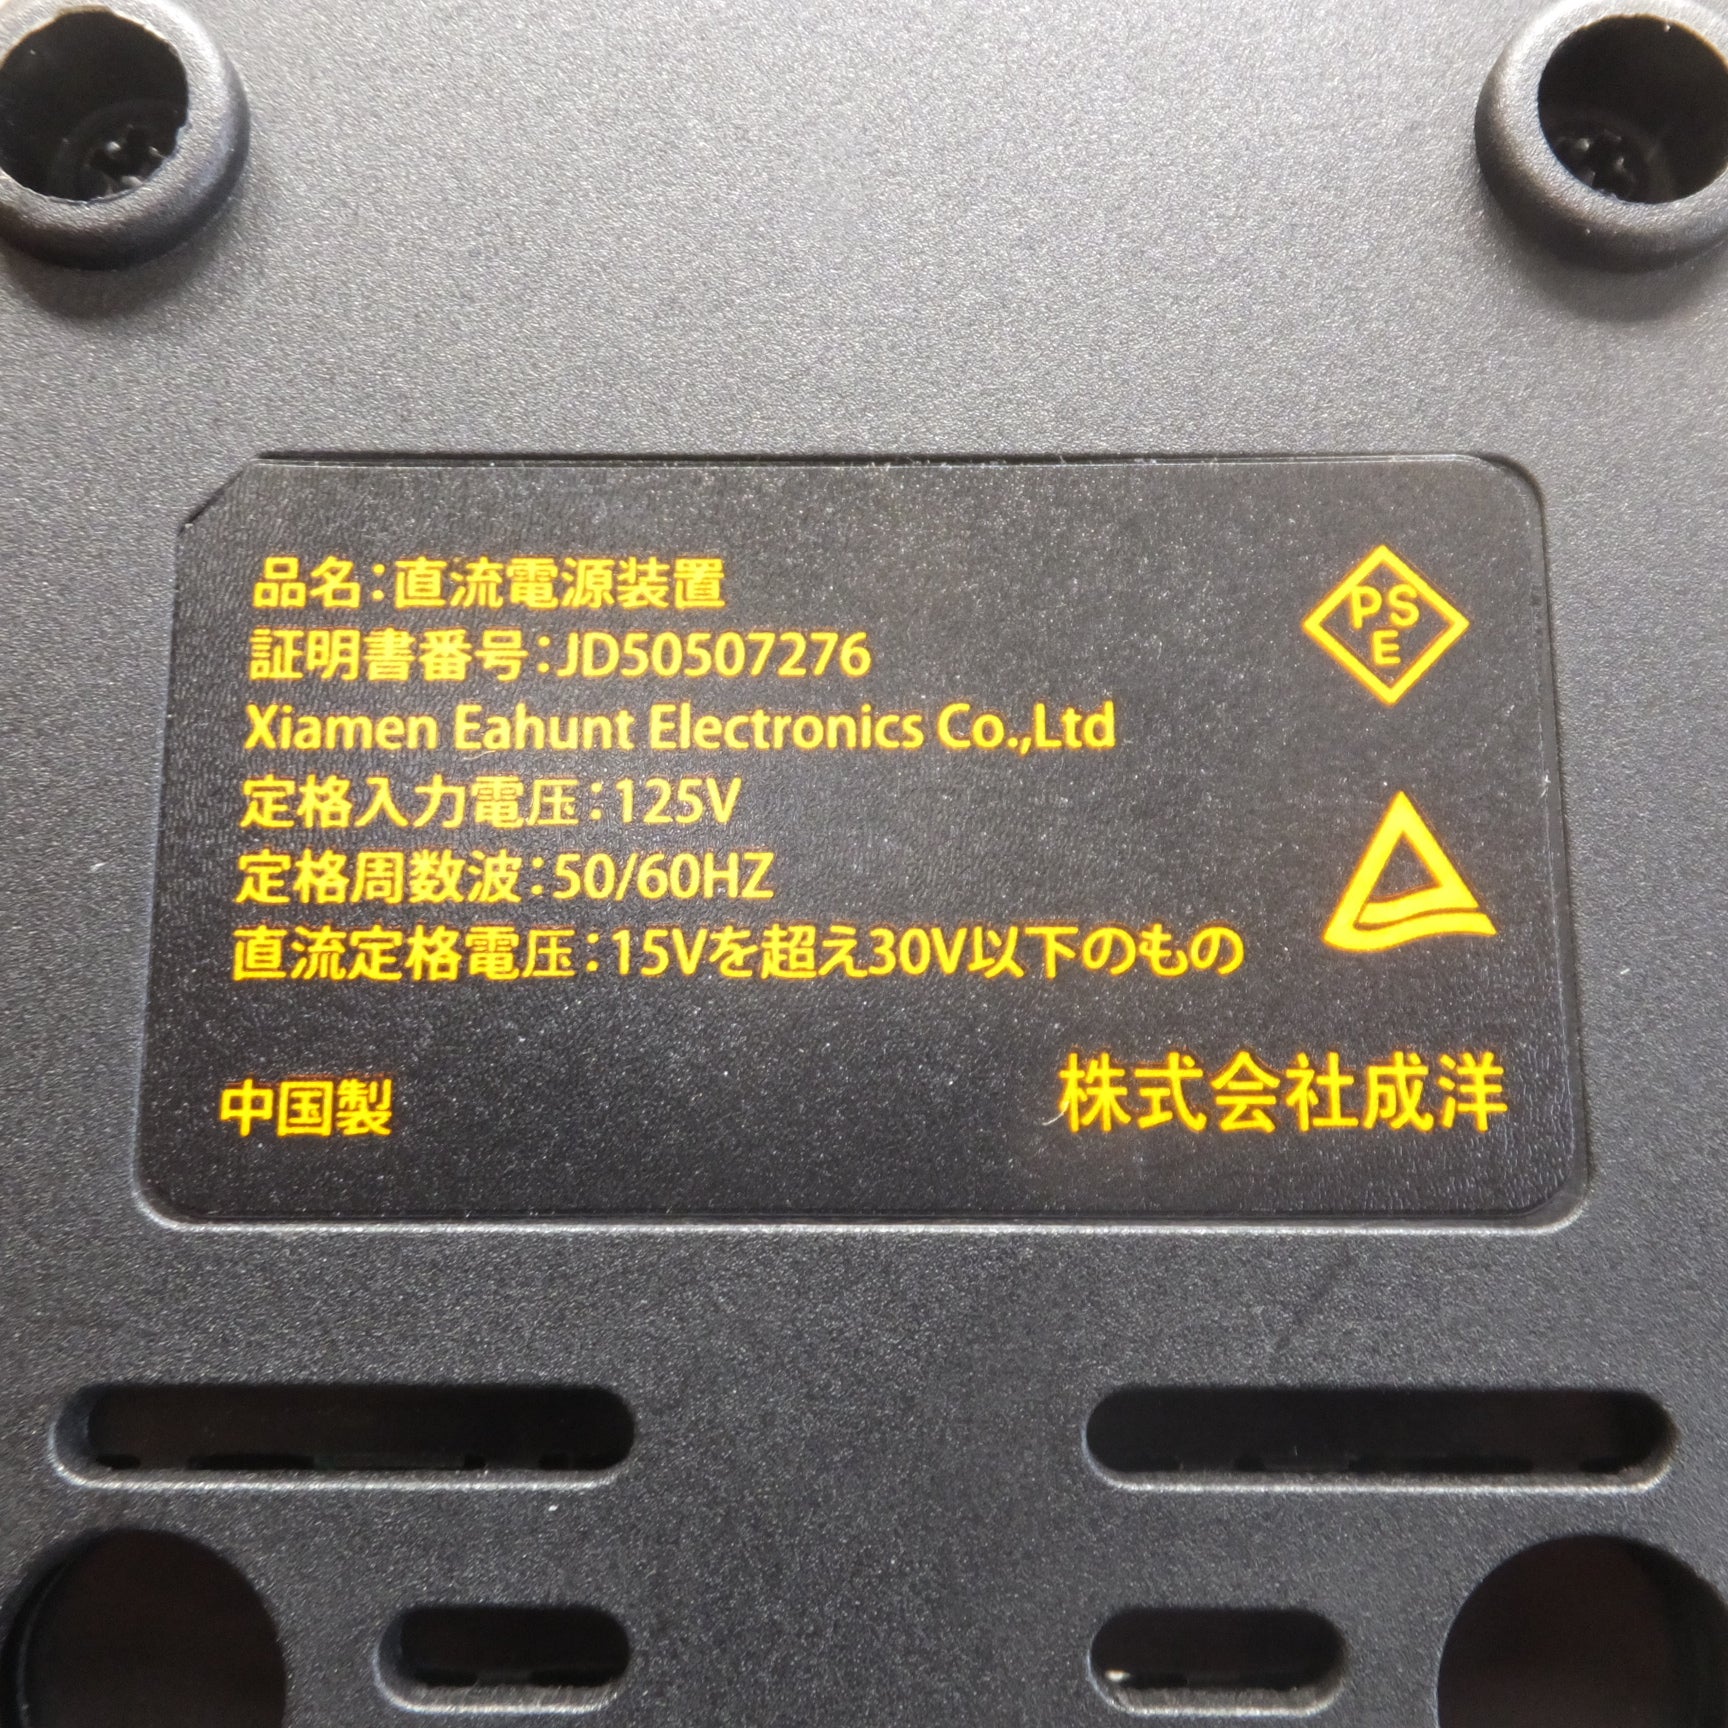 品名:直流電源装置
証明書番号:JD50507276
Xiamen Eahunt Electronics Co.,Ltd
定格入力電圧:125V
定格周数波:50/60HZ
直流定格電圧:15Vを超え30V以下のもの
中国製
株式会社成洋
PS
E